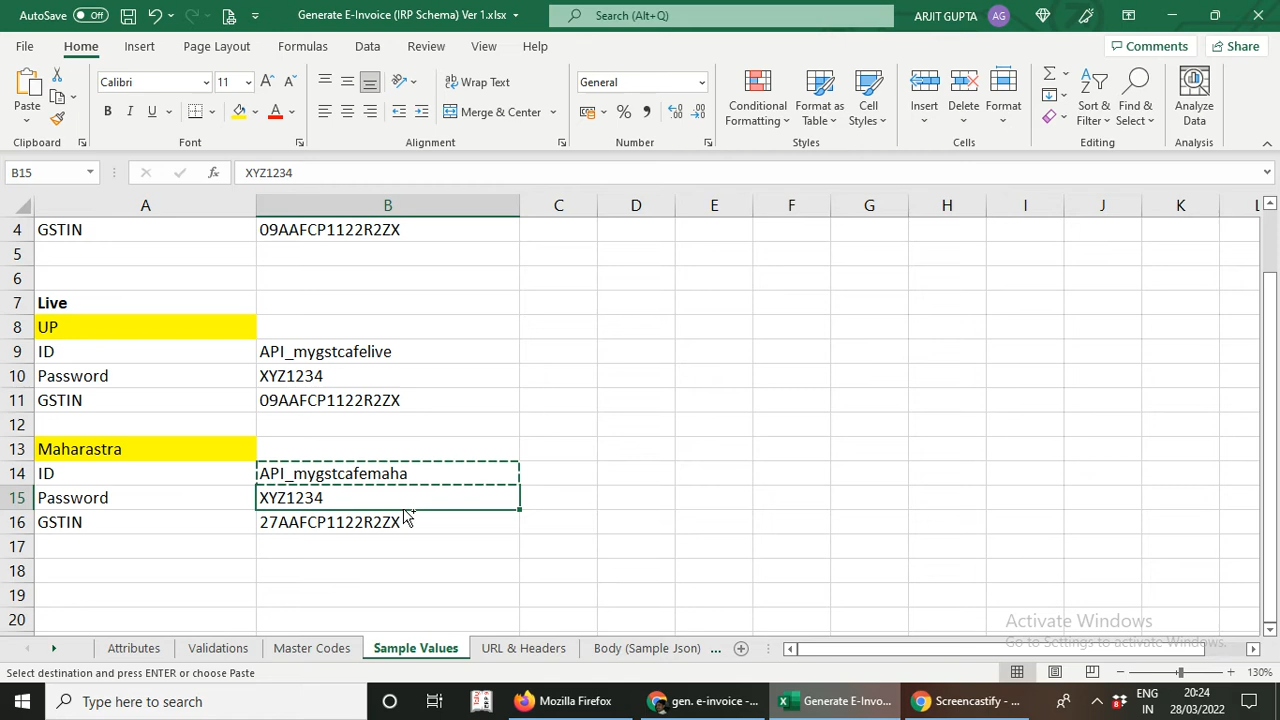 AutoSave Off Generate E-Invoice (IRP Schema) Ver 1.xlsx Search (Alt+Q) ARJIT GUPTA AG
File Home Insert Page Layout Formulas Data Review View Help Comments Share
Paste Calibri 11 Wrap Text General Conditional Formatting Format as Table Cell Styles Insert Delete Format Sort & Filter Find & Select Analyze Data
B I U A Merge & Center % ,
Clipboard Font Alignment Number Styles Cells Editing Analysis
B15 fx XYZ1234
A B C D E F G H I J K L
4 GSTIN 09AAFCP1122R2ZX
5
6
7 Live
8 UP
9 ID API_mygstcafelive
10 Password XYZ1234
11 GSTIN 09AAFCP1122R2ZX
12
13 Maharastra
14 ID API_mygstcafemaha
15 Password XYZ1234
16 GSTIN 27AAFCP1122R2ZX
17
18
19
20
Activate Windows
Go to Settings to activate Windows.
Attributes Validations Master Codes Sample Values URL & Headers Body (Sample Json) ...
Select destination and press ENTER or choose Paste 130%
Type here to search Mozilla Firefox gen. e-invoice -... Generate E-Invo... Screencastify - ... ENG IN 20:24 28/03/2022